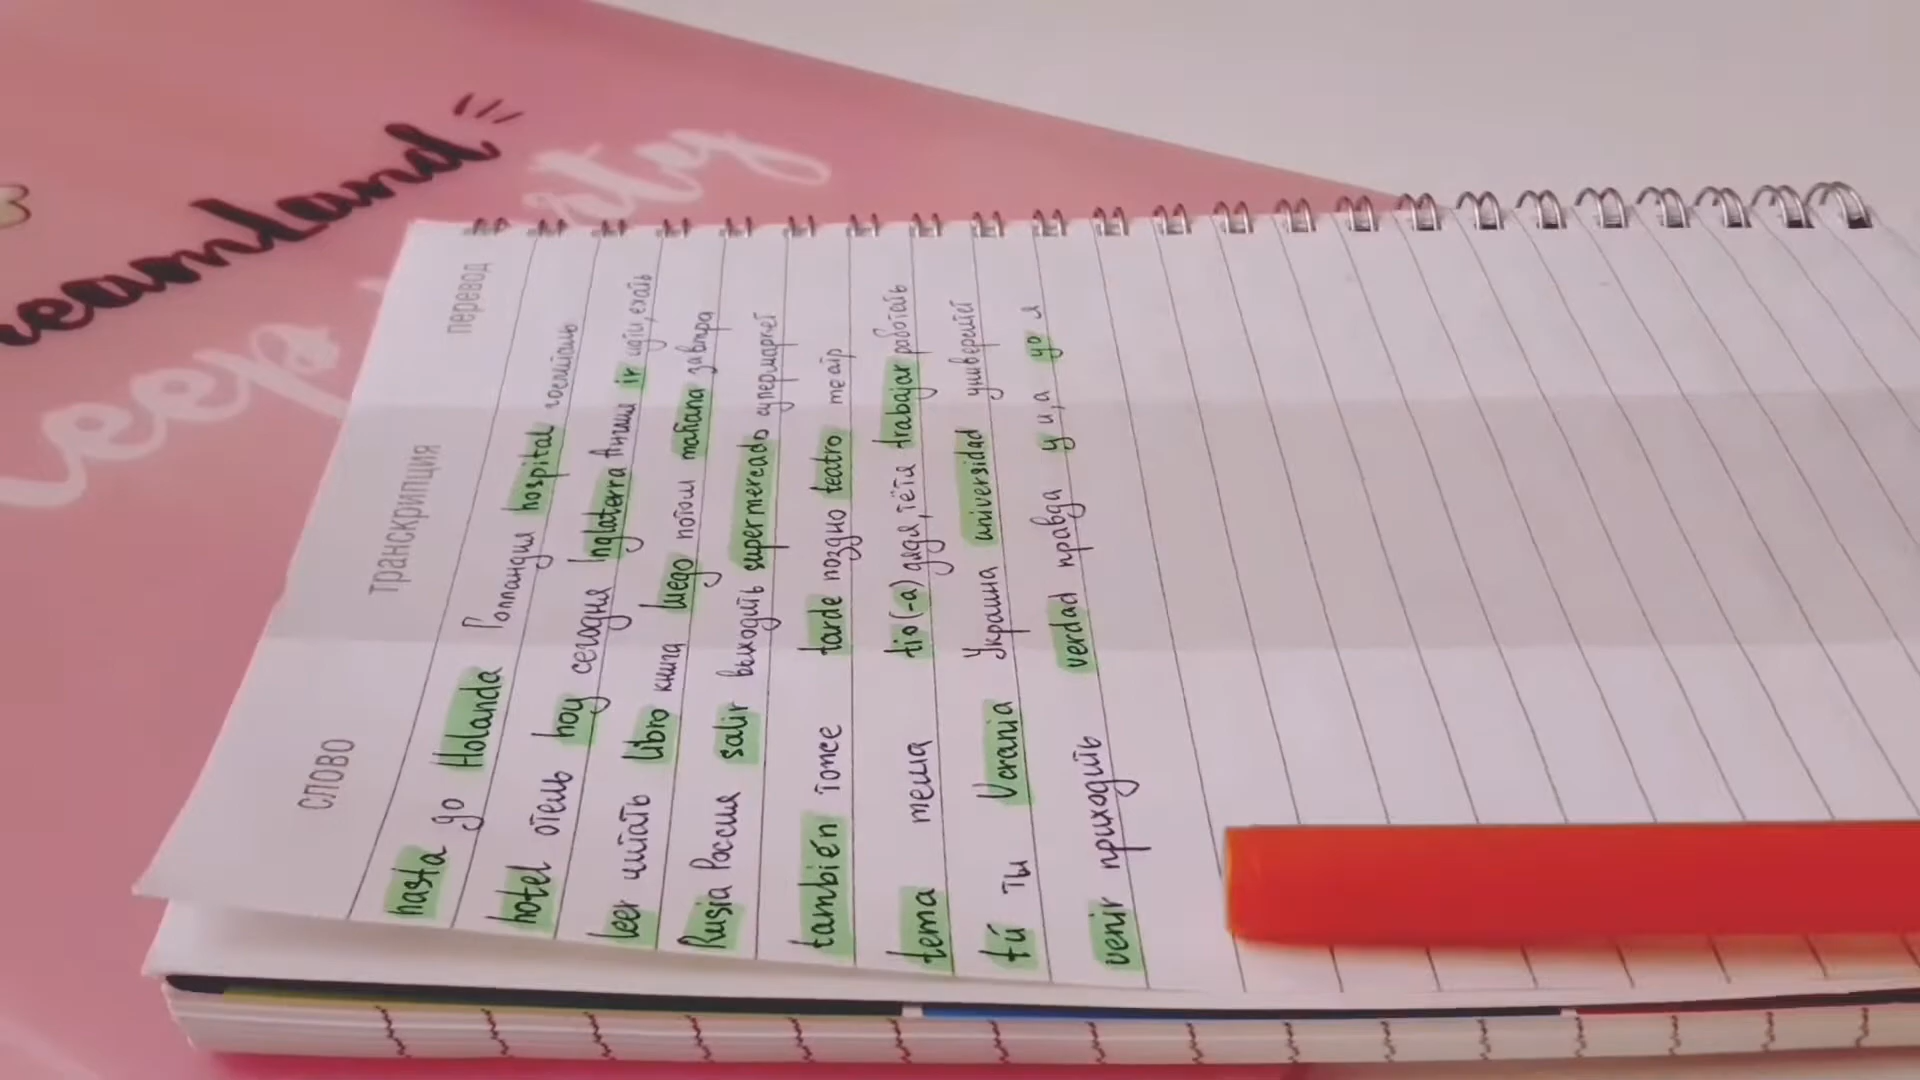 слово транскрипция перевод
hasta до Holanda Голландия hospital госпиталь
hotel отель hoy сегодня Inglaterra Англия ir идти, ехать
leer читать libro книга luego потом mañana завтра
Rusia Россия salir выходить supermercado супермаркет
también тоже tarde поздно teatro театр
tema тема tío(-a) дядя, тётя trabajar работать
tú ты Ucrania Украина universidad универитет
venir приходить verdad правда y и, а yo я
keep